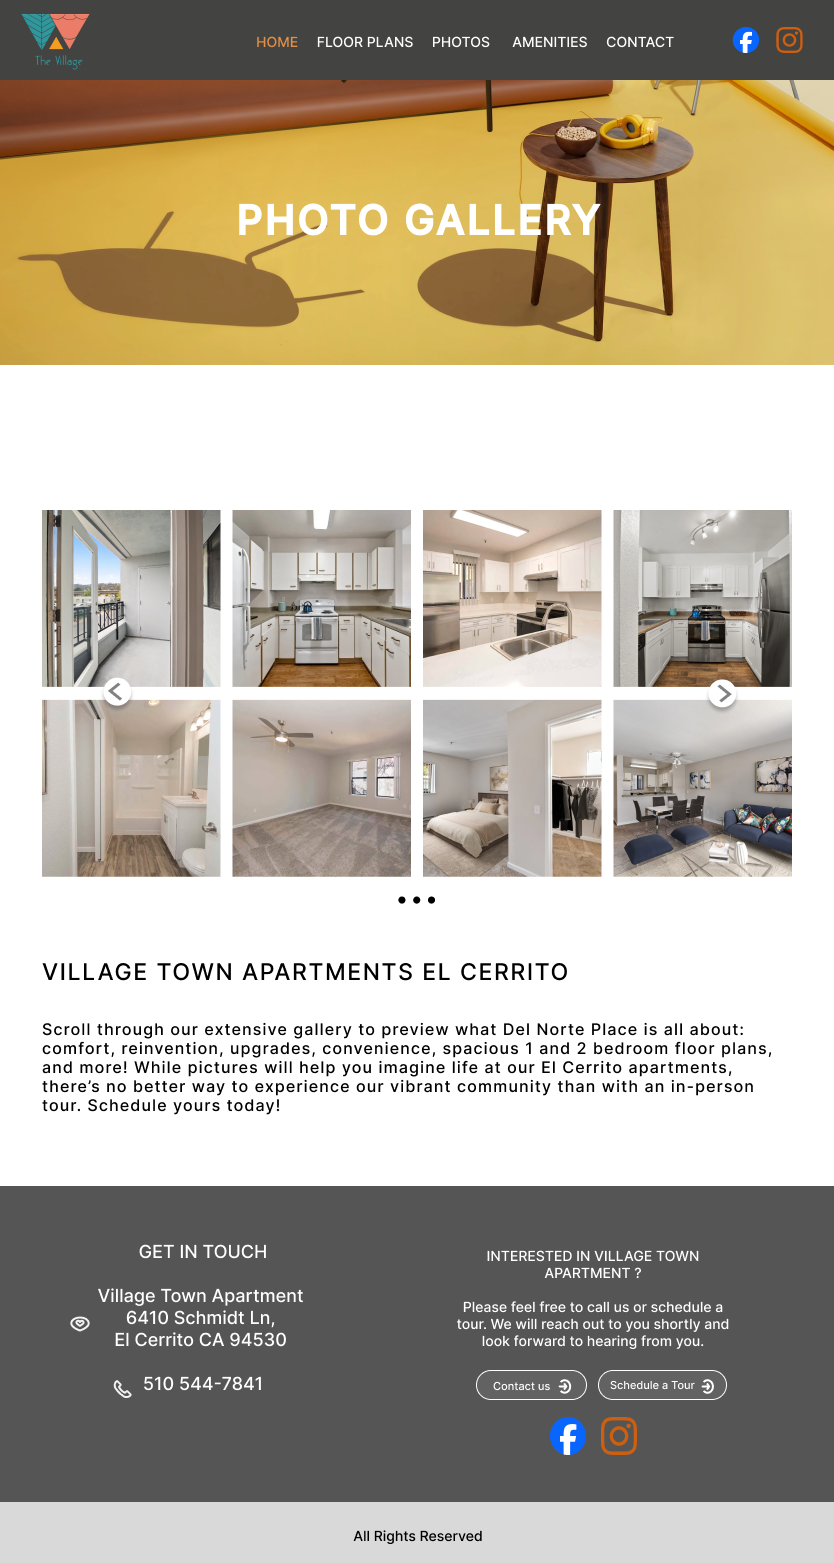 The Village
HOME FLOOR PLANS PHOTOS AMENITIES CONTACT
PHOTO GALLERY
VILLAGE TOWN APARTMENTS EL CERRITO
Scroll through our extensive gallery to preview what Del Norte Place is all about:
comfort, reinvention, upgrades, convenience, spacious 1 and 2 bedroom floor plans,
and more! While pictures will help you imagine life at our El Cerrito apartments,
there’s no better way to experience our vibrant community than with an in-person
tour. Schedule yours today!
GET IN TOUCH
Village Town Apartment
6410 Schmidt Ln,
El Cerrito CA 94530
510 544-7841
INTERESTED IN VILLAGE TOWN
APARTMENT ?
Please feel free to call us or schedule a
tour. We will reach out to you shortly and
look forward to hearing from you.
Contact us
Schedule a Tour
All Rights Reserved